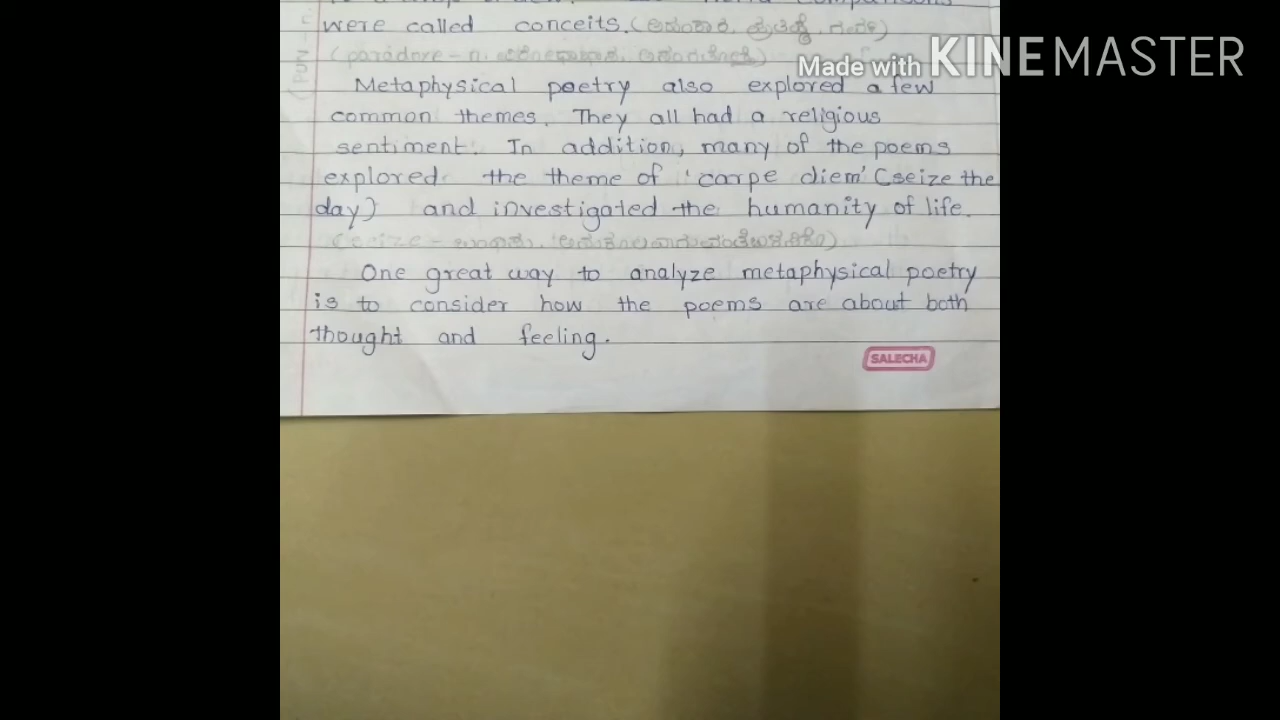 were called conceits. (ಅಹಂಕಾರ,
Made with KINEMASTER
Metaphysical poetry also explored a few
common themes. They all had a religious
sentiment. In addition, many of the poems
explored the theme of 'carpe diem' (seize the
day) and investigated the humanity of life.
(seize -
One great way to analyze metaphysical poetry
is to consider how the poems are about both
thought and feeling.
SALECHA